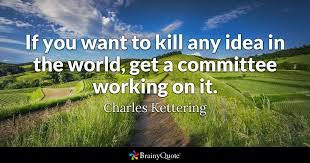 If you want to kill any idea in
the world, get a committee
working on it.
Charles Kettering
BrainyQuote